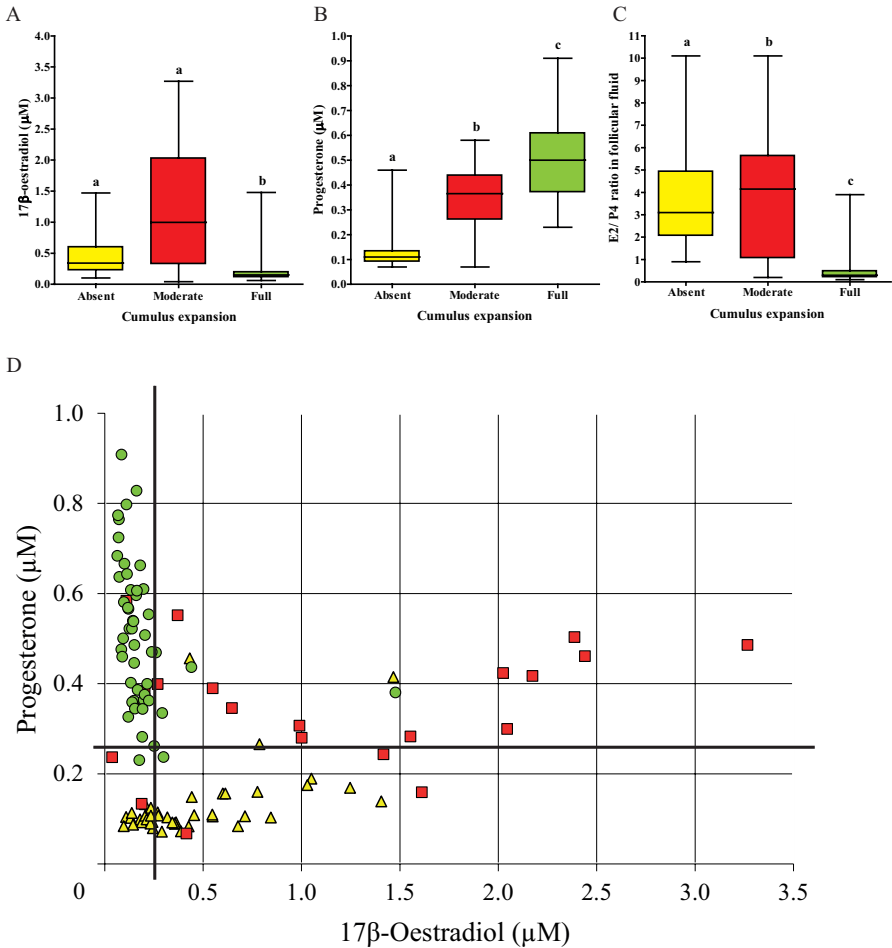 A
B
C
17β-oestradiol (µM)
4.0
3.5
3.0
2.5
2.0
1.5
1.0
0.5
0.0
a
a
b
Absent
Moderate
Full
Cumulus expansion
Progesterone (µM)
1.0
0.9
0.8
0.7
0.6
0.5
0.4
0.3
0.2
0.1
0.0
a
b
c
Absent
Moderate
Full
Cumulus expansion
E2/ P4 ratio in follicular fluid
11
10
9
8
7
6
5
4
3
2
1
0
a
b
c
Absent
Moderate
Full
Cumulus expansion
D
Progesterone (µM)
1.0
0.8
0.6
0.4
0.2
0
0.5
1.0
1.5
2.0
2.5
3.0
3.5
17β-Oestradiol (µM)